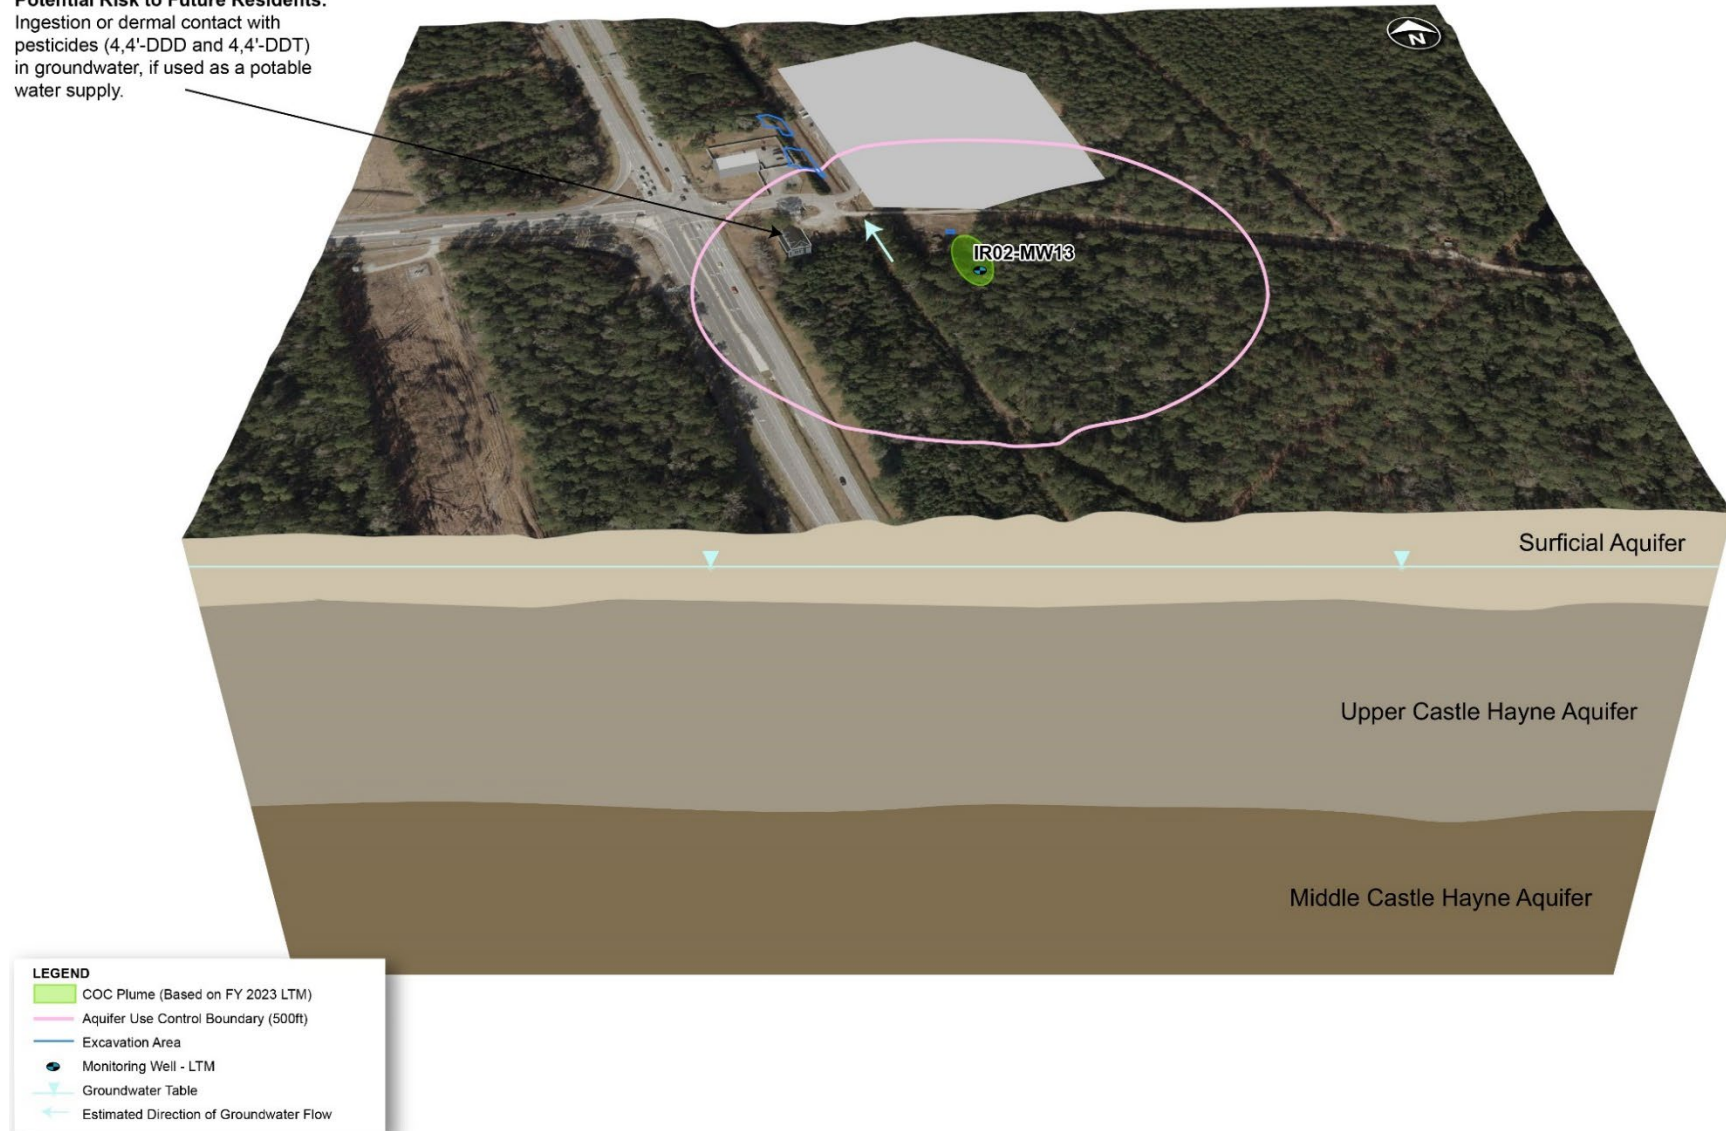 Potential Risk to Future Residents:
Ingestion or dermal contact with
pesticides (4,4'-DDD and 4,4'-DDT)
in groundwater, if used as a potable
water supply.
N
IR02-MW13
Surficial Aquifer
Upper Castle Hayne Aquifer
Middle Castle Hayne Aquifer
LEGEND
COC Plume (Based on FY 2023 LTM)
Aquifer Use Control Boundary (500ft)
Excavation Area
Monitoring Well - LTM
Groundwater Table
Estimated Direction of Groundwater Flow